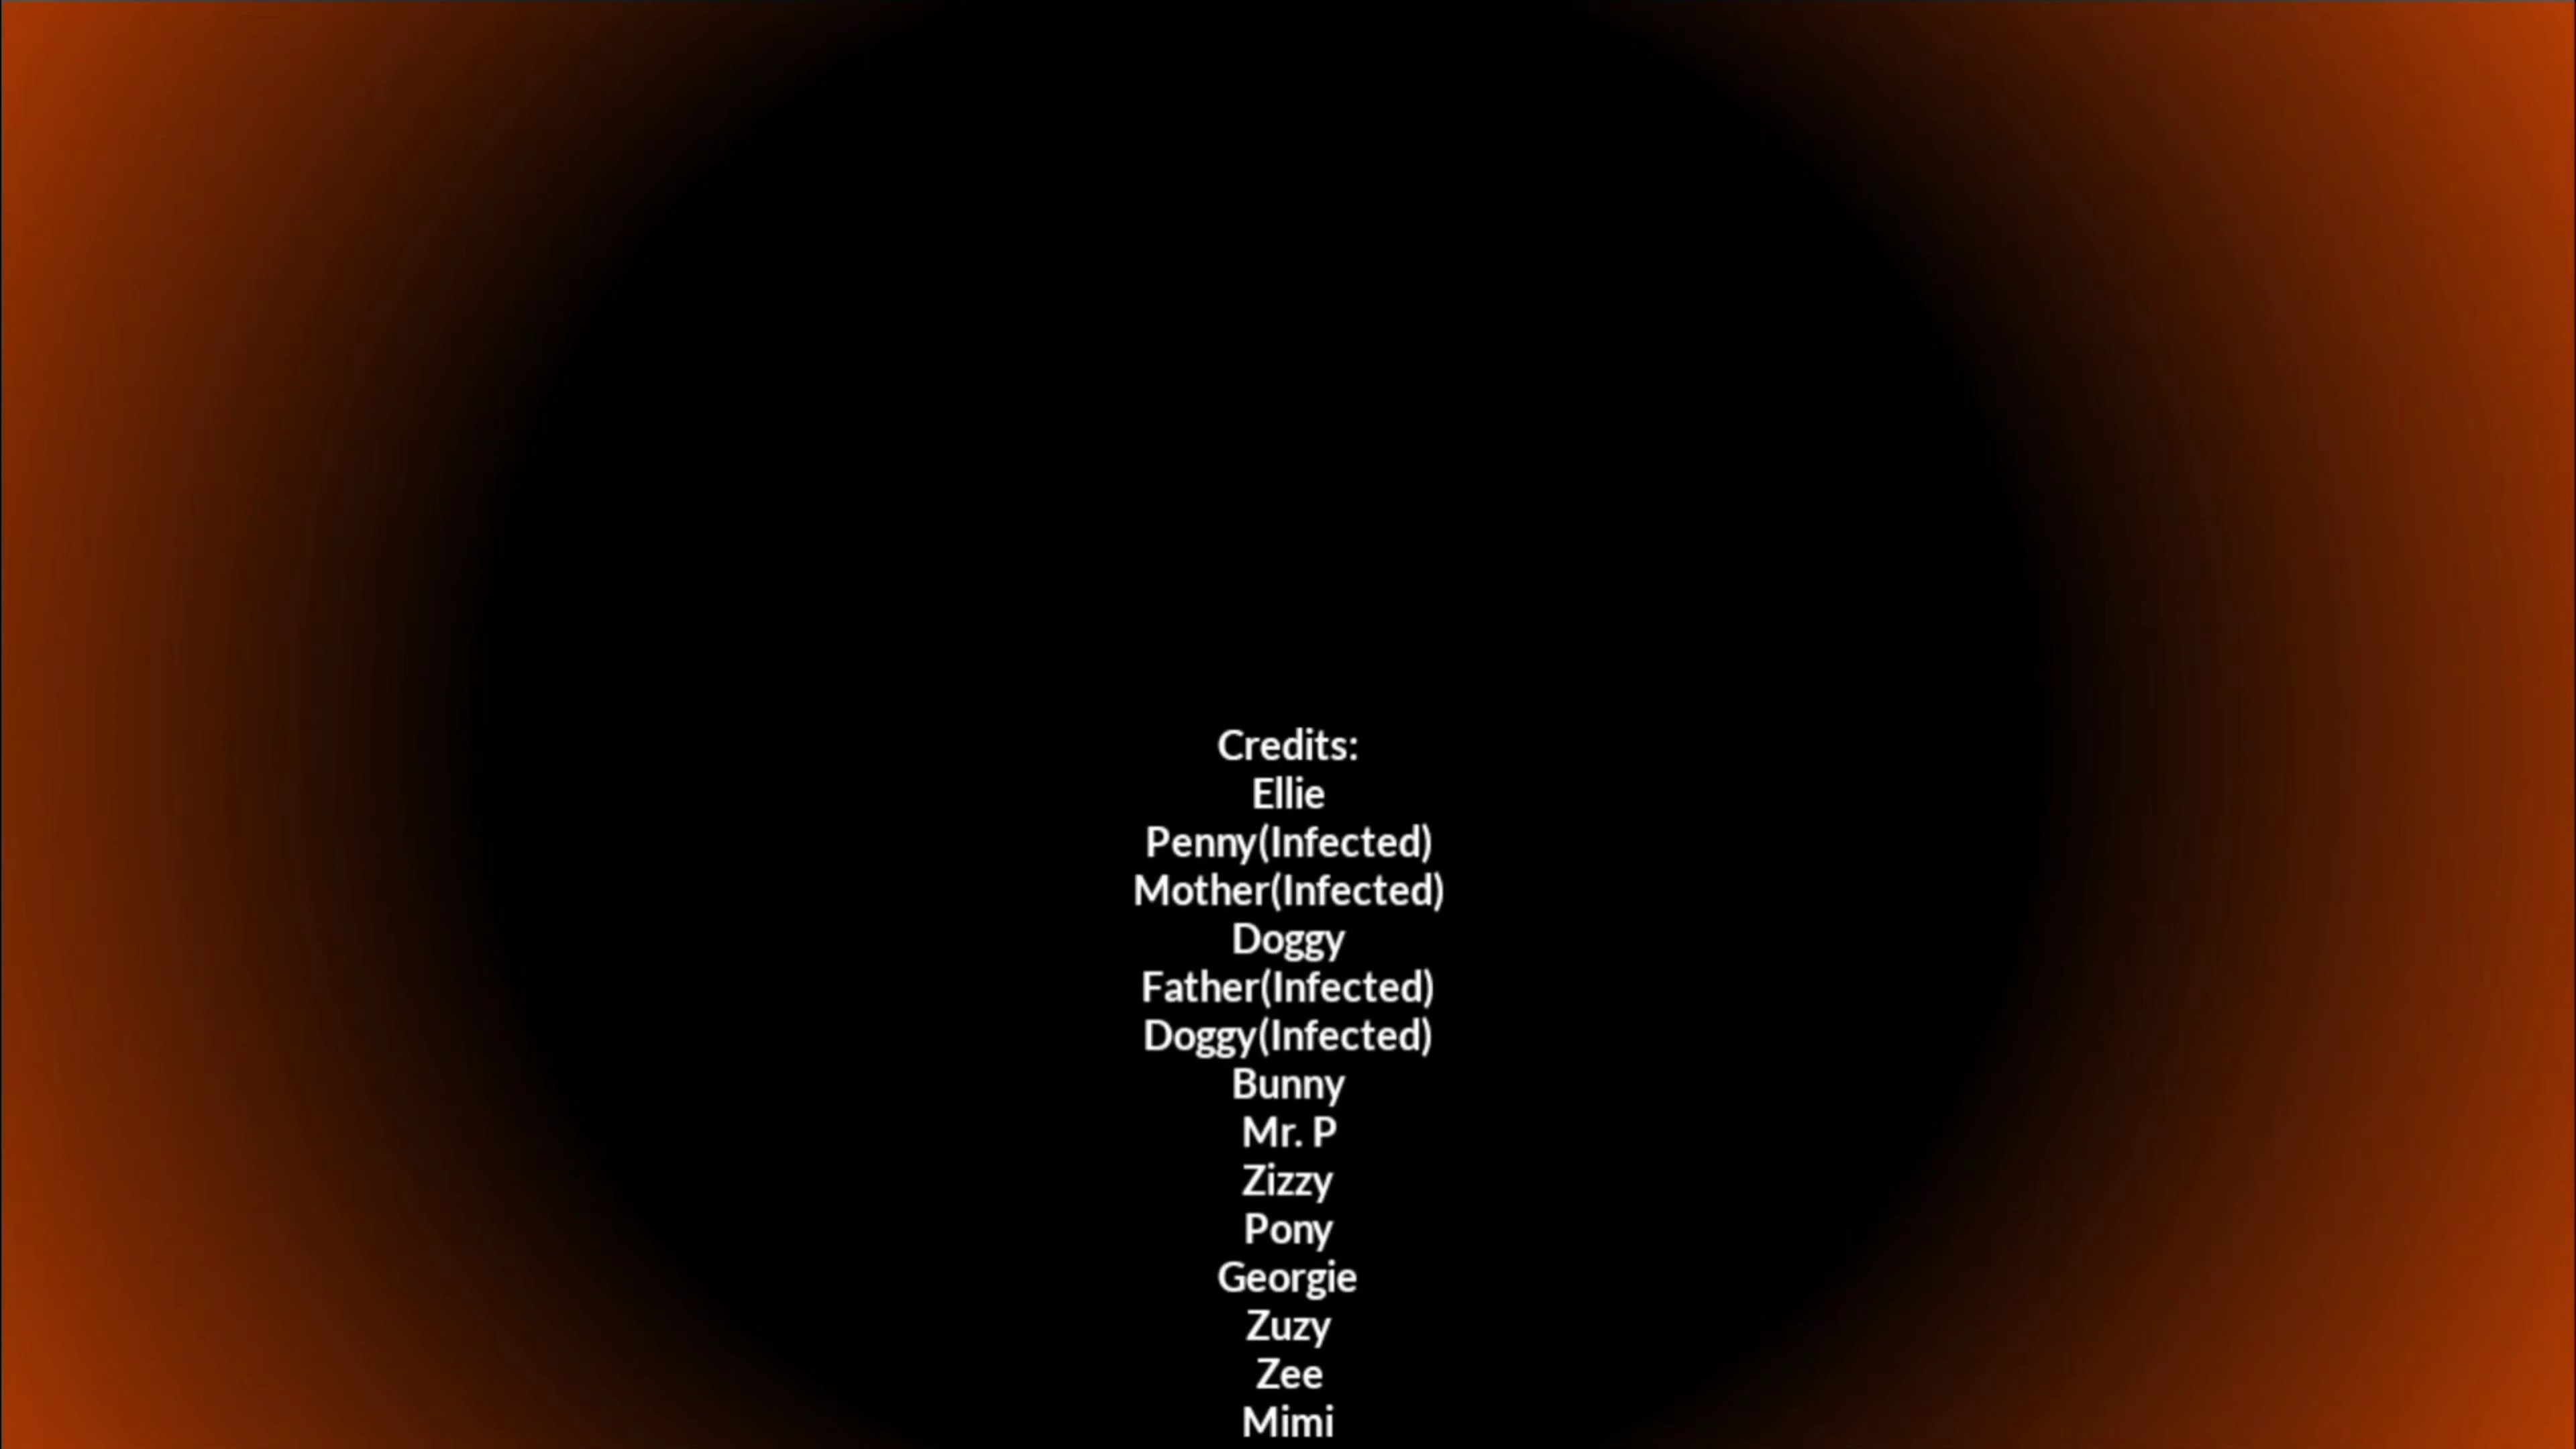 Credits:
Ellie
Penny(Infected)
Mother(Infected)
Doggy
Father(Infected)
Doggy(Infected)
Bunny
Mr. P
Zizzy
Pony
Georgie
Zuzy
Zee
Mimi